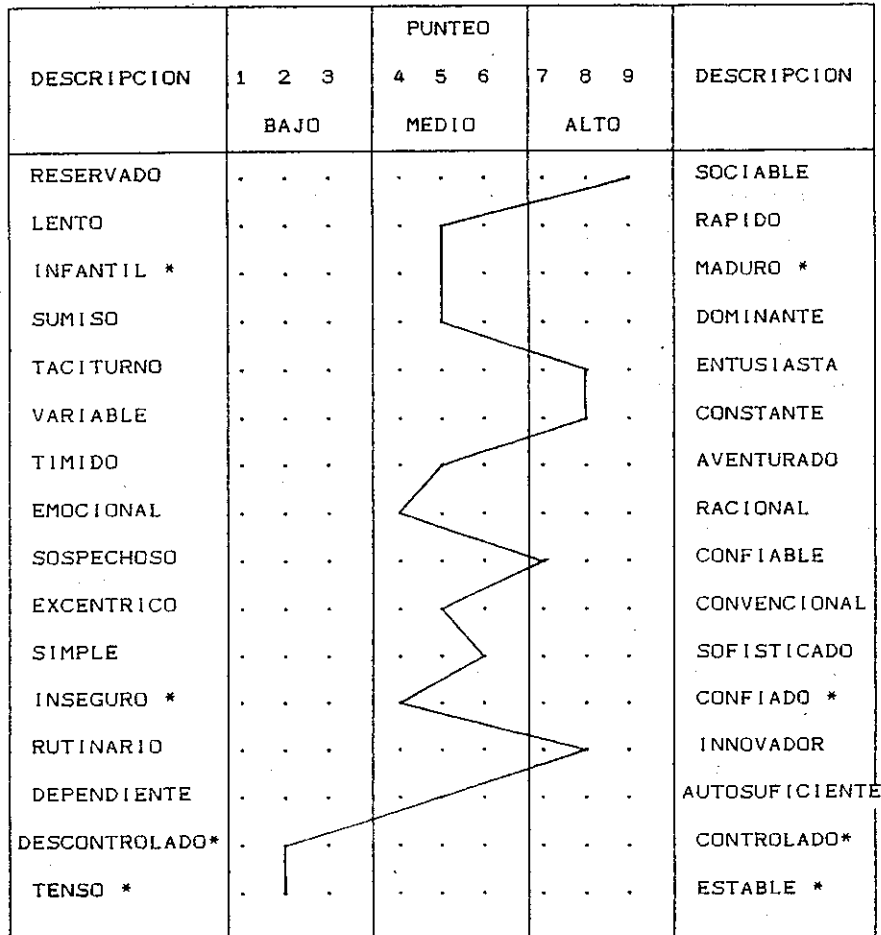 PUNTEO
DESCRIPCION 1 2 3 4 5 6 7 8 9 DESCRIPCION
BAJO MEDIO ALTO
RESERVADO SOCIABLE
LENTO RAPIDO
INFANTIL * MADURO *
SUMISO DOMINANTE
TACITURNO ENTUSIASTA
VARIABLE CONSTANTE
TIMIDO AVENTURADO
EMOCIONAL RACIONAL
SOSPECHOSO CONFIABLE
EXCENTRICO CONVENCIONAL
SIMPLE SOFISTICADO
INSEGURO * CONFIADO *
RUTINARIO INNOVADOR
DEPENDIENTE AUTOSUFICIENTE
DESCONTROLADO* CONTROLADO*
TENSO * ESTABLE *